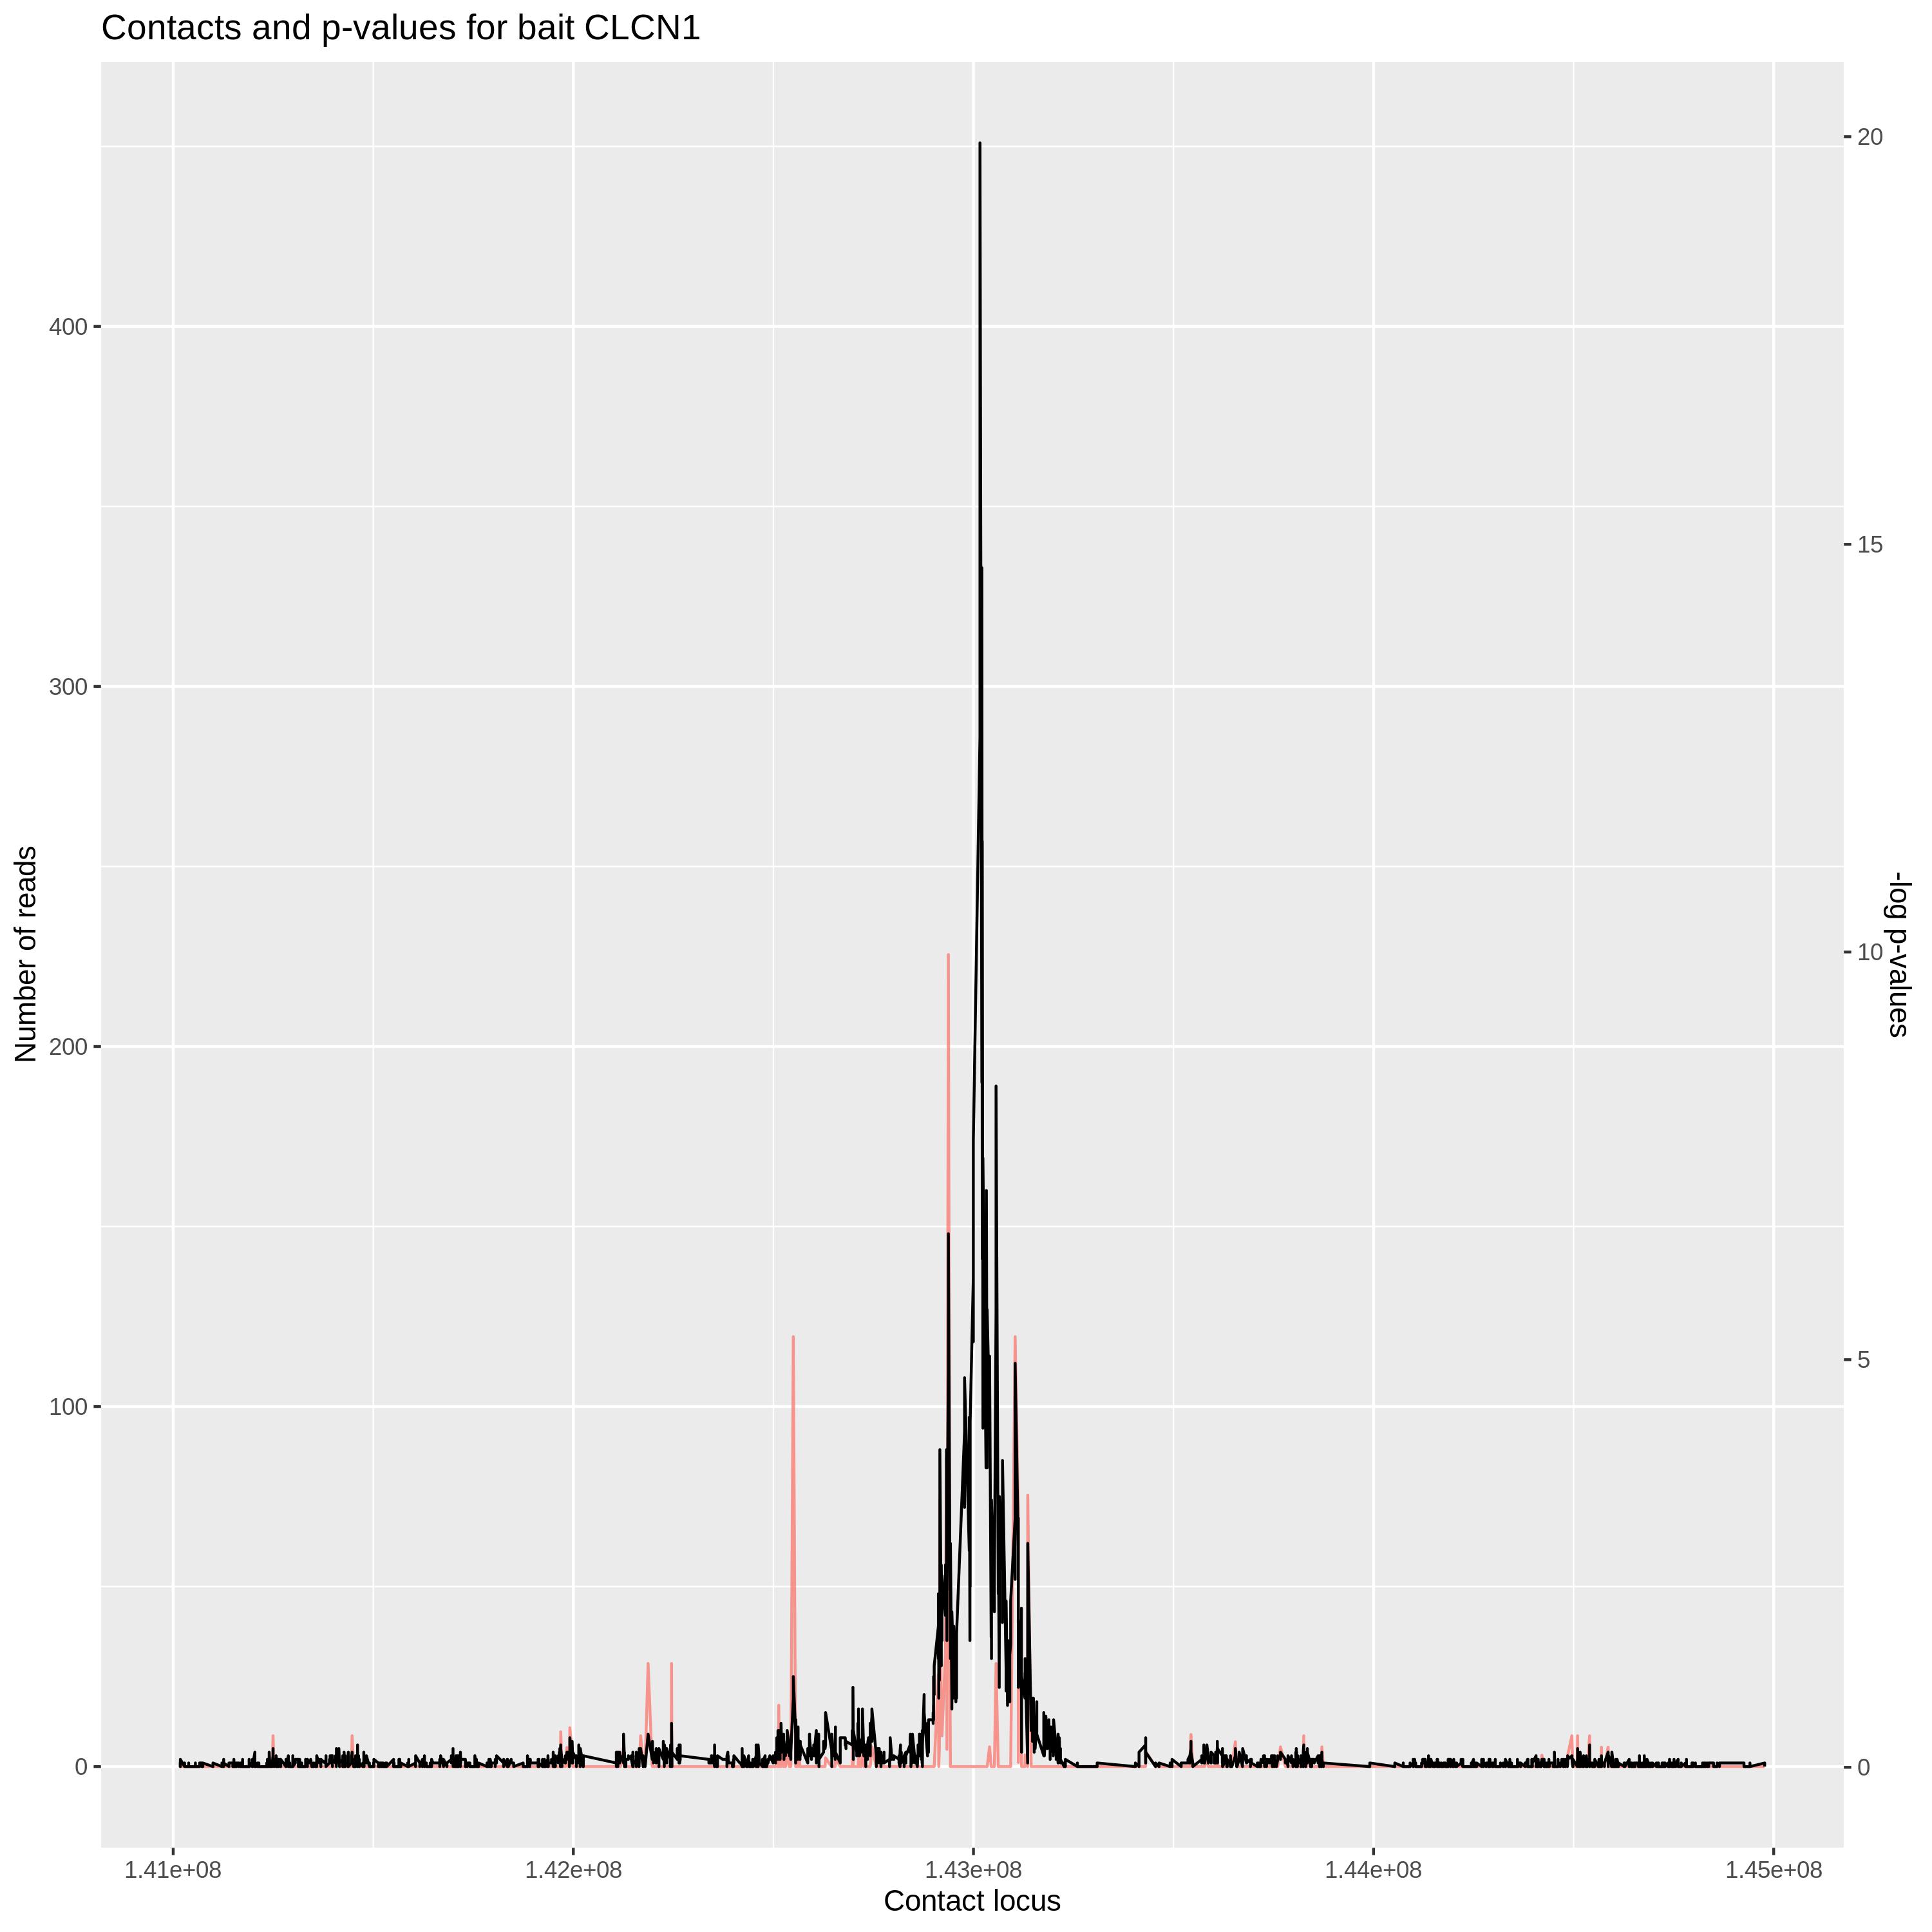 Contacts and p-values for bait CLCN1
Number of reads
400
300
200
100
0
20
15
10
5
0
-log p-values
1.41e+08
1.42e+08
1.43e+08
1.44e+08
1.45e+08
Contact locus